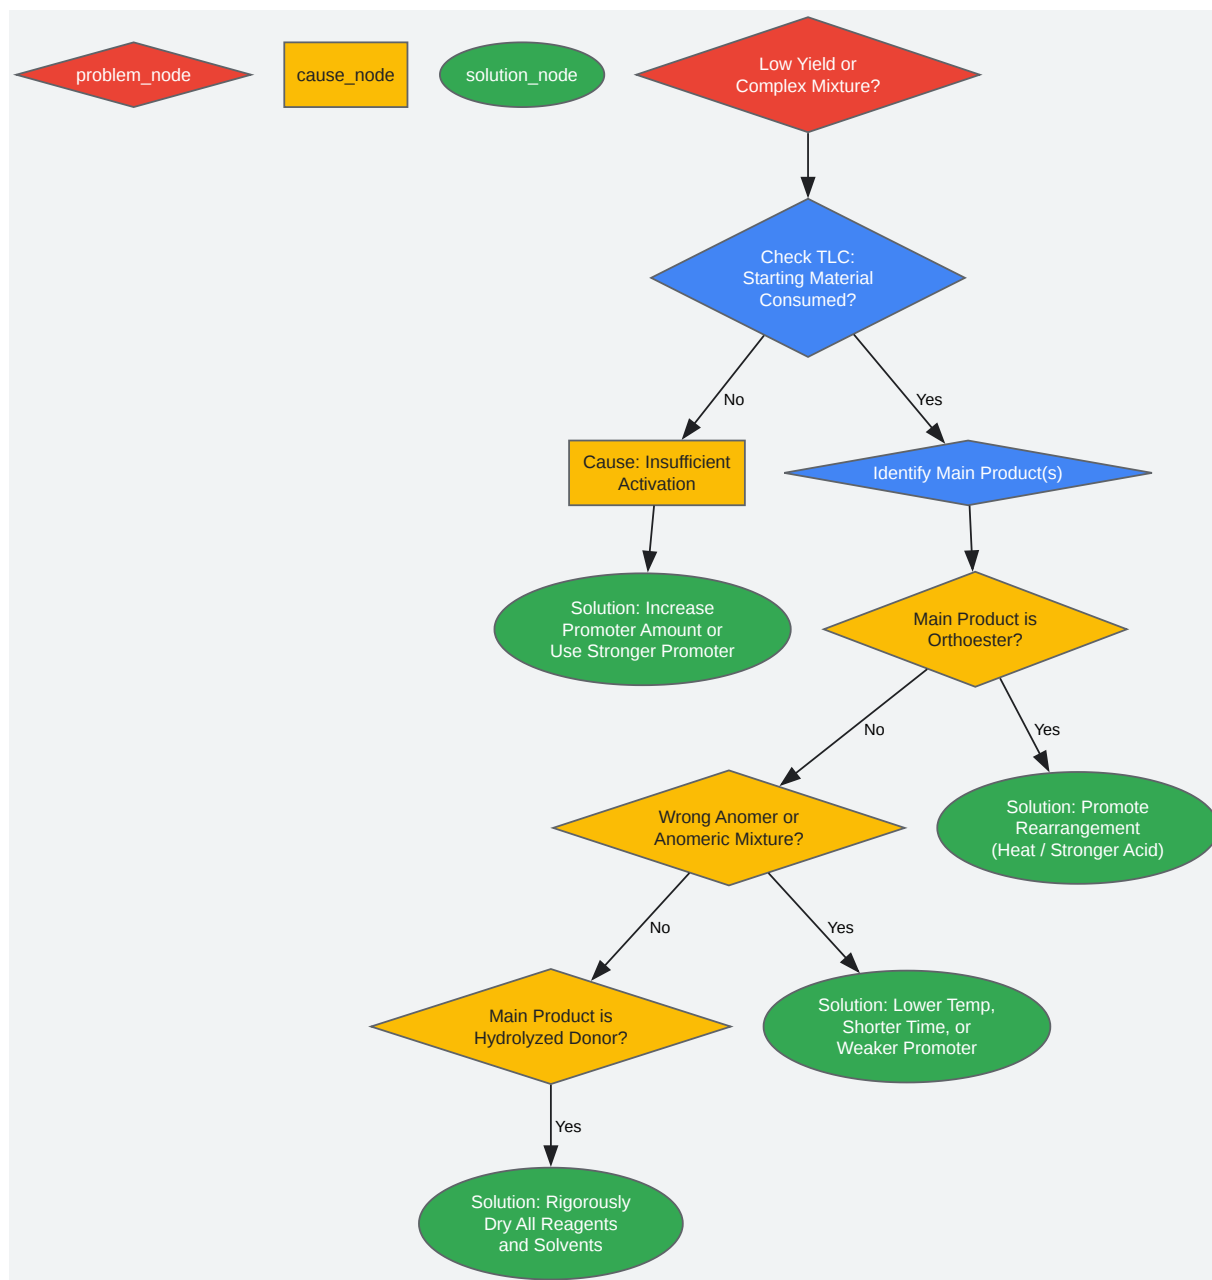 problem_node
cause_node
solution_node
Low Yield or
Complex Mixture?
Check TLC:
Starting Material
Consumed?
No
Yes
Cause: Insufficient
Activation
Identify Main Product(s)
Solution: Increase
Promoter Amount or
Use Stronger Promoter
Main Product is
Orthoester?
No
Yes
Wrong Anomer or
Anomeric Mixture?
Solution: Promote
Rearrangement
(Heat / Stronger Acid)
No
Yes
Main Product is
Hydrolyzed Donor?
Solution: Lower Temp,
Shorter Time, or
Weaker Promoter
Yes
Solution: Rigorously
Dry All Reagents
and Solvents